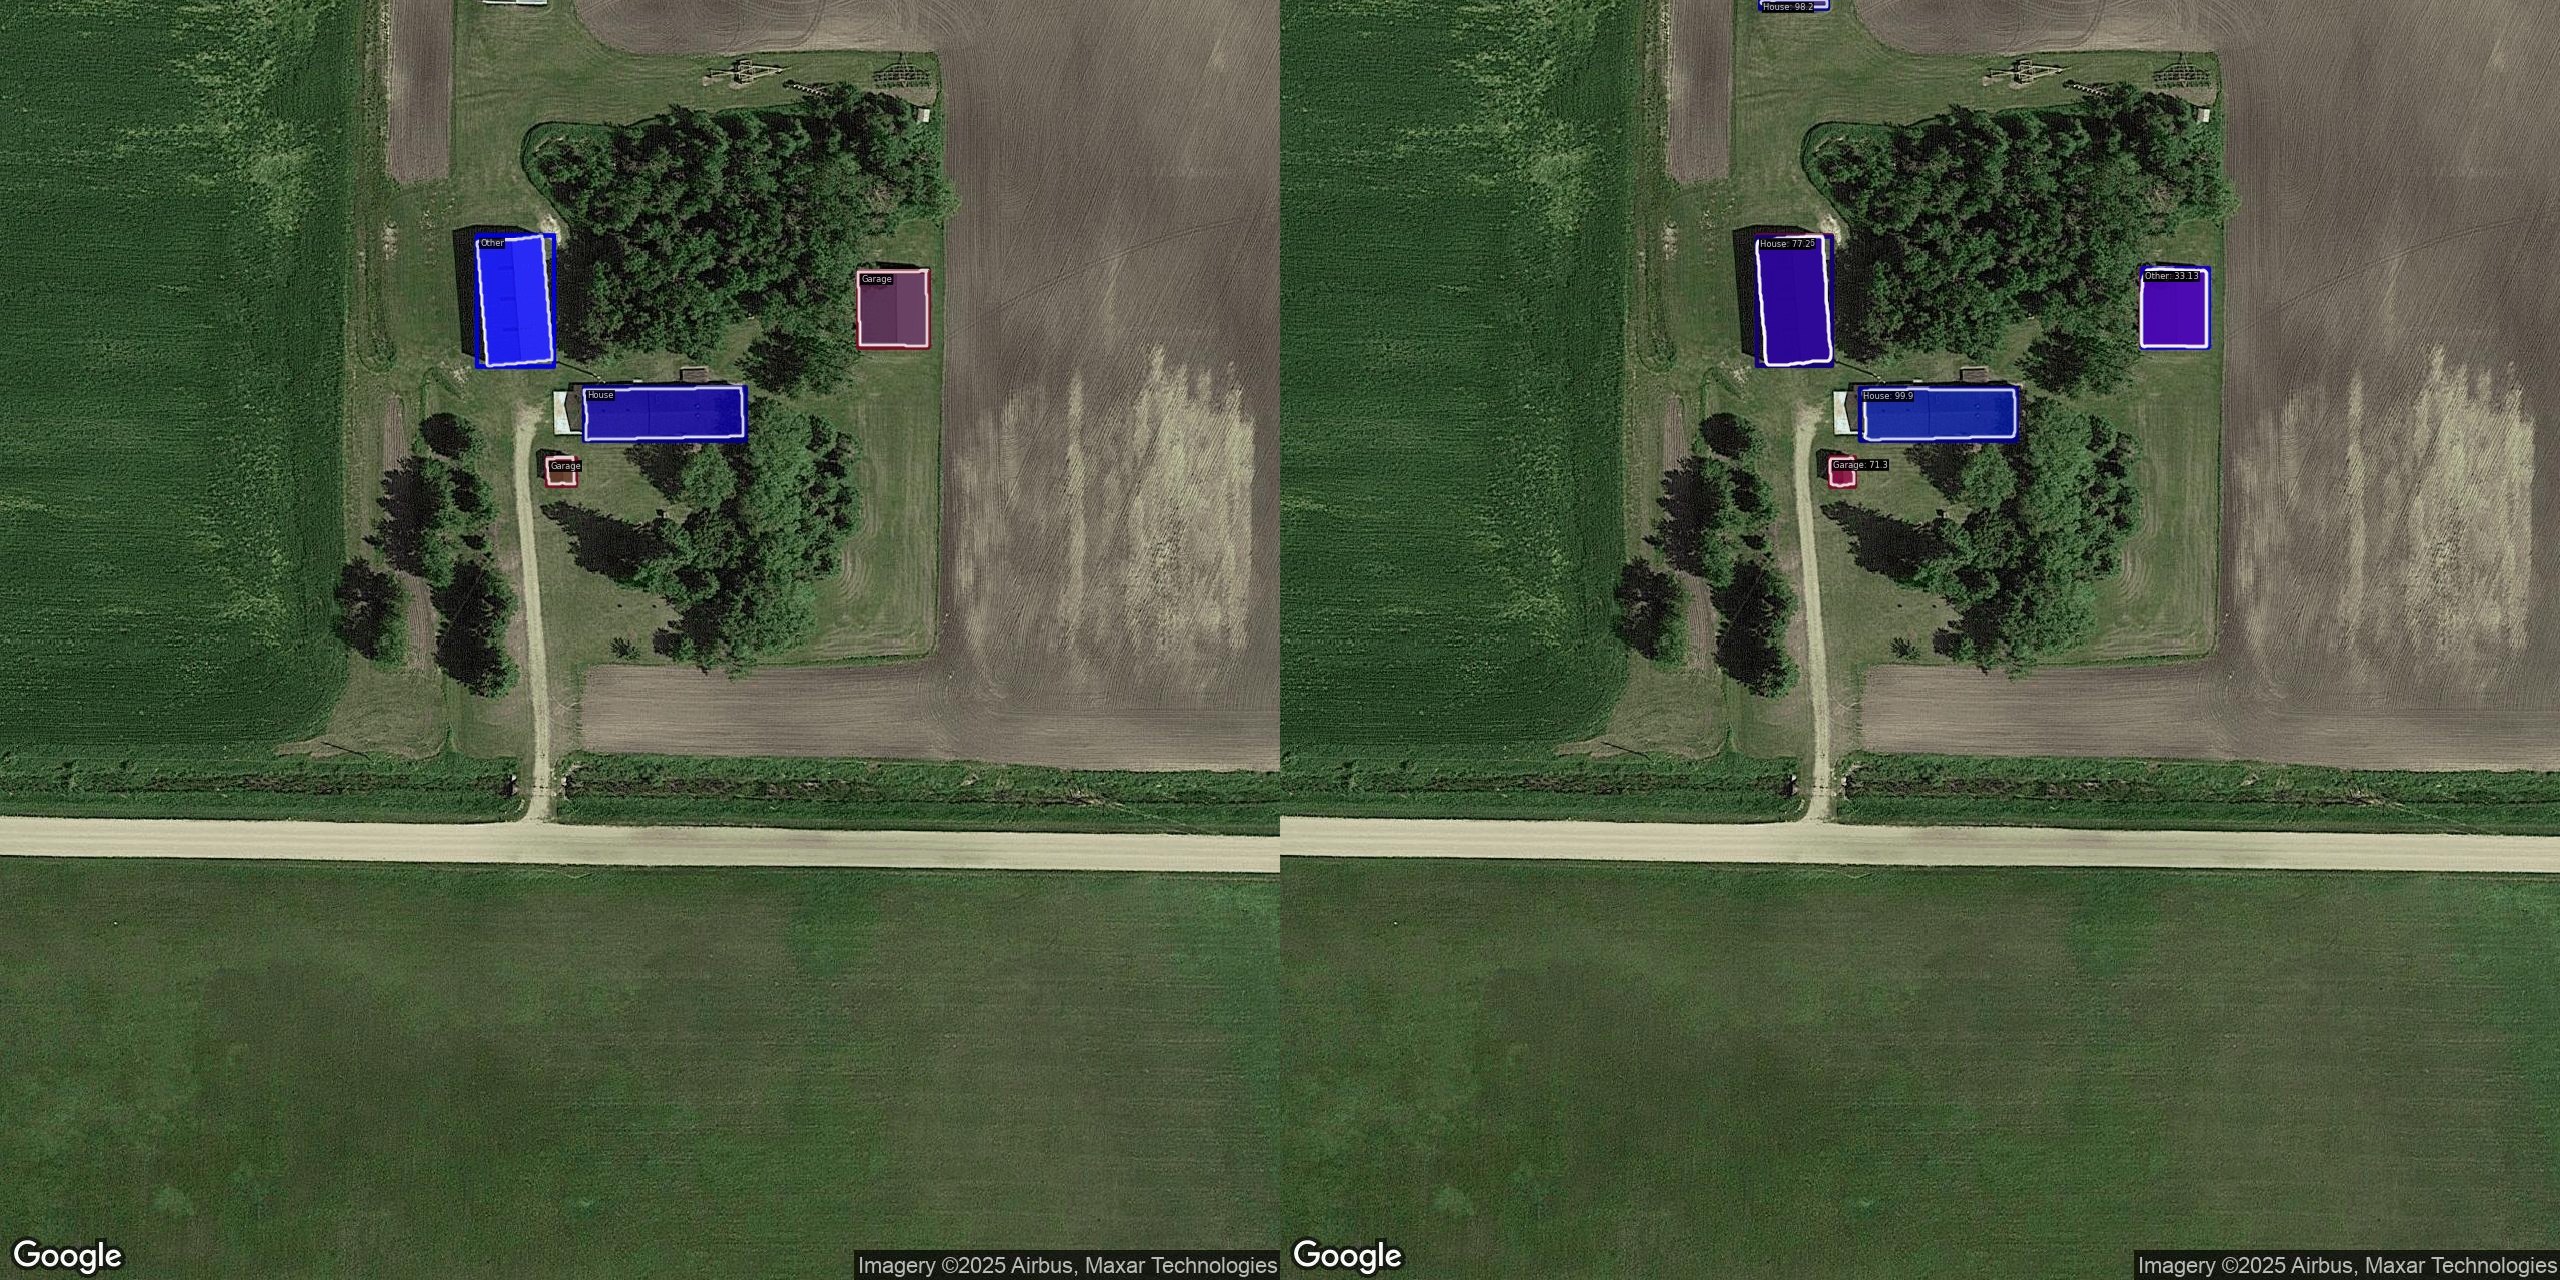 House: 98.2
Other
House: 77.2
Garage
Other: 33.13
House
House: 99.9
Garage
Garage: 71.3
Google
Imagery ©2025 Airbus, Maxar Technologies
Google
Imagery ©2025 Airbus, Maxar Technologies